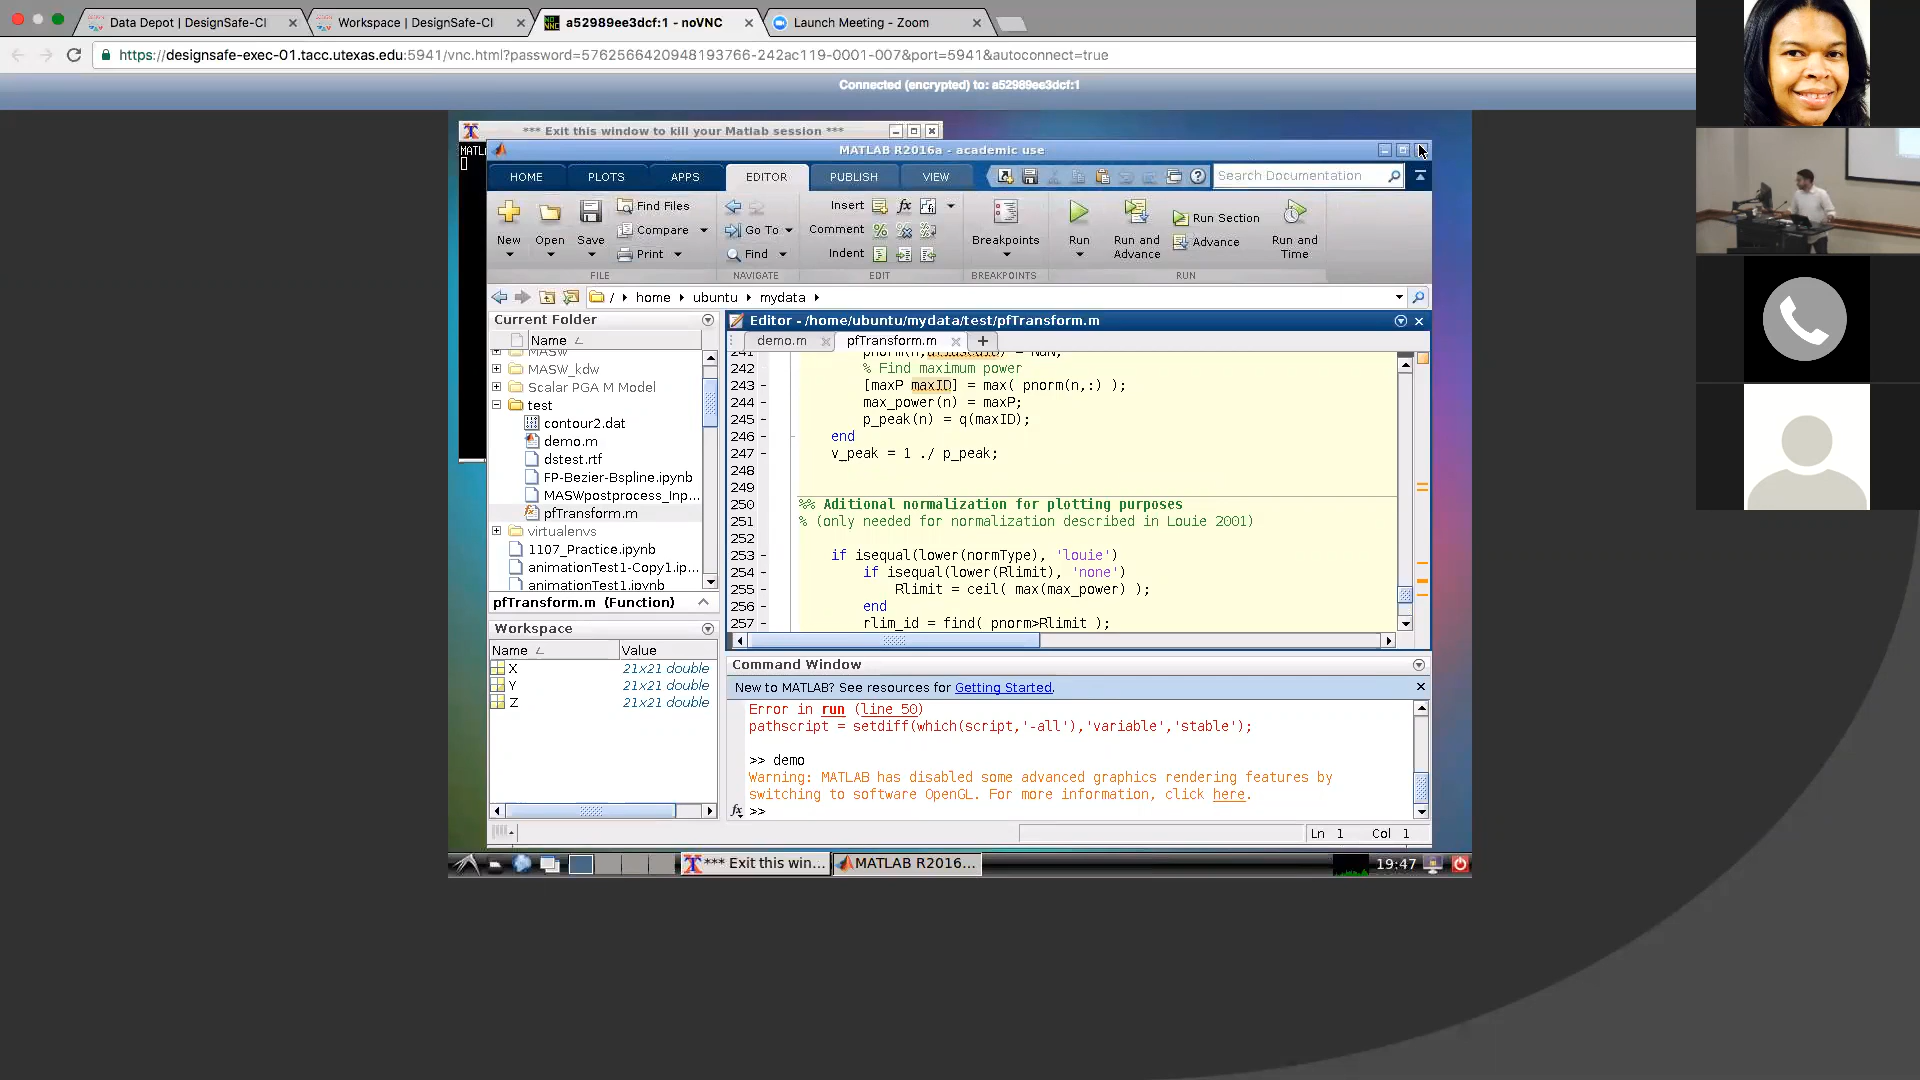 Data Depot | DesignSafe-CI
Workspace | DesignSafe-CI
a52989ee3dcf:1 - noVNC
Launch Meeting - Zoom
https://designsafe-exec-01.tacc.utexas.edu:5941/vnc.html?password=5762566420948193766-242ac119-0001-007&port=5941&autoconnect=true
Connected (encrypted) to: a52989ee3dcf:1
*** Exit this window to kill your Matlab session ***
MATLAB R2016a - academic use
HOME PLOTS APPS EDITOR PUBLISH VIEW Search Documentation
New Open Save Find Files Compare Print
Go To Find
Insert Comment Indent
Breakpoints
Run Run and Advance Run Section Advance Run and Time
FILE NAVIGATE EDIT BREAKPOINTS RUN
/ home ubuntu mydata
Current Folder
Name
MASW
MASW_kdw
Scalar PGA M Model
test
contour2.dat
demo.m
dstest.rtf
FP-Bezier-Bspline.ipynb
MASWpostprocess_Inp...
pfTransform.m
virtualenvs
1107_Practice.ipynb
animationTest1-Copy1.ip...
animationTest1.ipynb
pfTransform.m (Function)
Workspace
Name Value
X 21x21 double
Y 21x21 double
Z 21x21 double
Editor - /home/ubuntu/mydata/test/pfTransform.m
demo.m pfTransform.m
242 % Find maximum power
243 - [maxP maxID] = max( pnorm(n,:) );
244 - max_power(n) = maxP;
245 - p_peak(n) = q(maxID);
246 - end
247 - v_peak = 1 ./ p_peak;
248
249
250 %% Aditional normalization for plotting purposes
251 % (only needed for normalization described in Louie 2001)
252
253 - if isequal(lower(normType), 'louie')
254 - if isequal(lower(Rlimit), 'none')
255 - Rlimit = ceil( max(max_power) );
256 - end
257 - rlim_id = find( pnorm>Rlimit );
Command Window
New to MATLAB? See resources for Getting Started.
Error in run (line 50)
pathscript = setdiff(which(script,'-all'),'variable','stable');
>> demo
Warning: MATLAB has disabled some advanced graphics rendering features by
switching to software OpenGL. For more information, click here.
fx >>
Ln 1 Col 1
*** Exit this win...
MATLAB R2016...
19:47